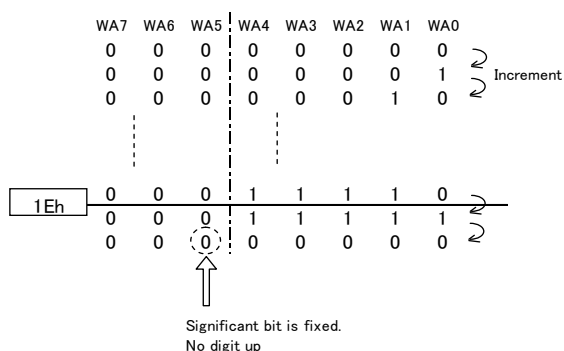 WA7 WA6 WA5 WA4 WA3 WA2 WA1 WA0
0 0 0 0 0 0 0 0
0 0 0 0 0 0 0 1
Increment
0 0 0 0 0 0 1 0
1Eh
0 0 0 1 1 1 1 0
0 0 0 1 1 1 1 1
0 0 0 0 0 0 0 0
Significant bit is fixed.
No digit up